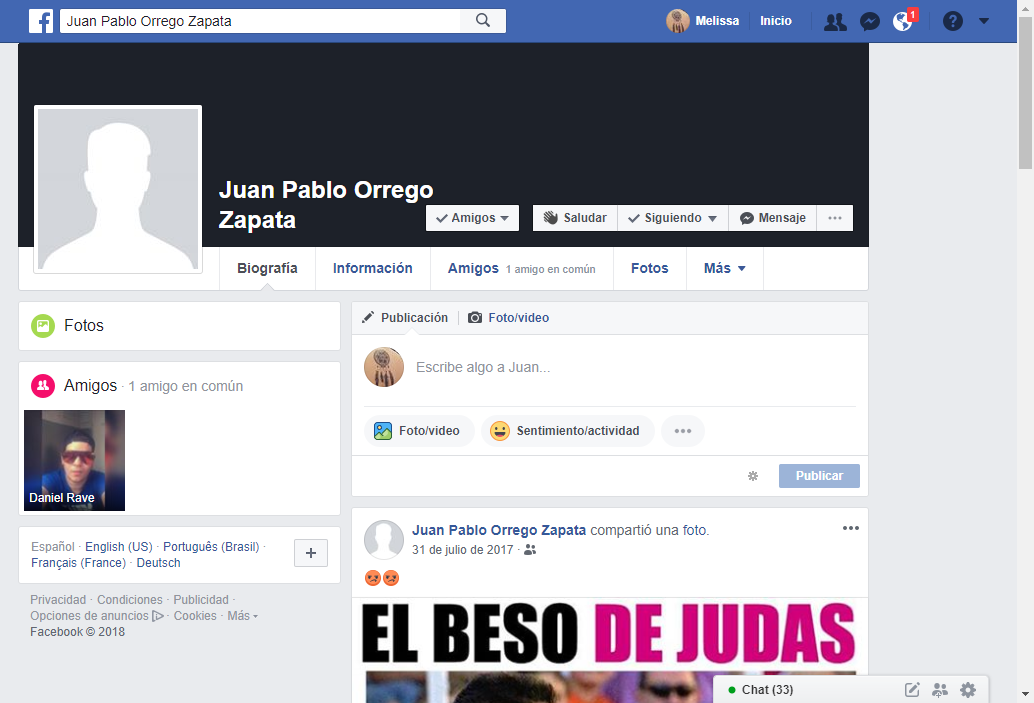 Juan Pablo Orrego Zapata
Melissa
Inicio
1
Juan Pablo Orrego
Zapata
Amigos
Saludar
Siguiendo
Mensaje
Biografía
Información
Amigos 1 amigo en común
Fotos
Más
Fotos
Amigos · 1 amigo en común
Daniel Rave
Español · English (US) · Português (Brasil) ·
Français (France) · Deutsch
Privacidad · Condiciones · Publicidad ·
Opciones de anuncios · Cookies · Más
Facebook © 2018
Publicación
Foto/video
Escribe algo a Juan...
Foto/video
Sentimiento/actividad
Publicar
Juan Pablo Orrego Zapata compartió una foto.
31 de julio de 2017 ·
EL BESO DE JUDAS
Chat (33)